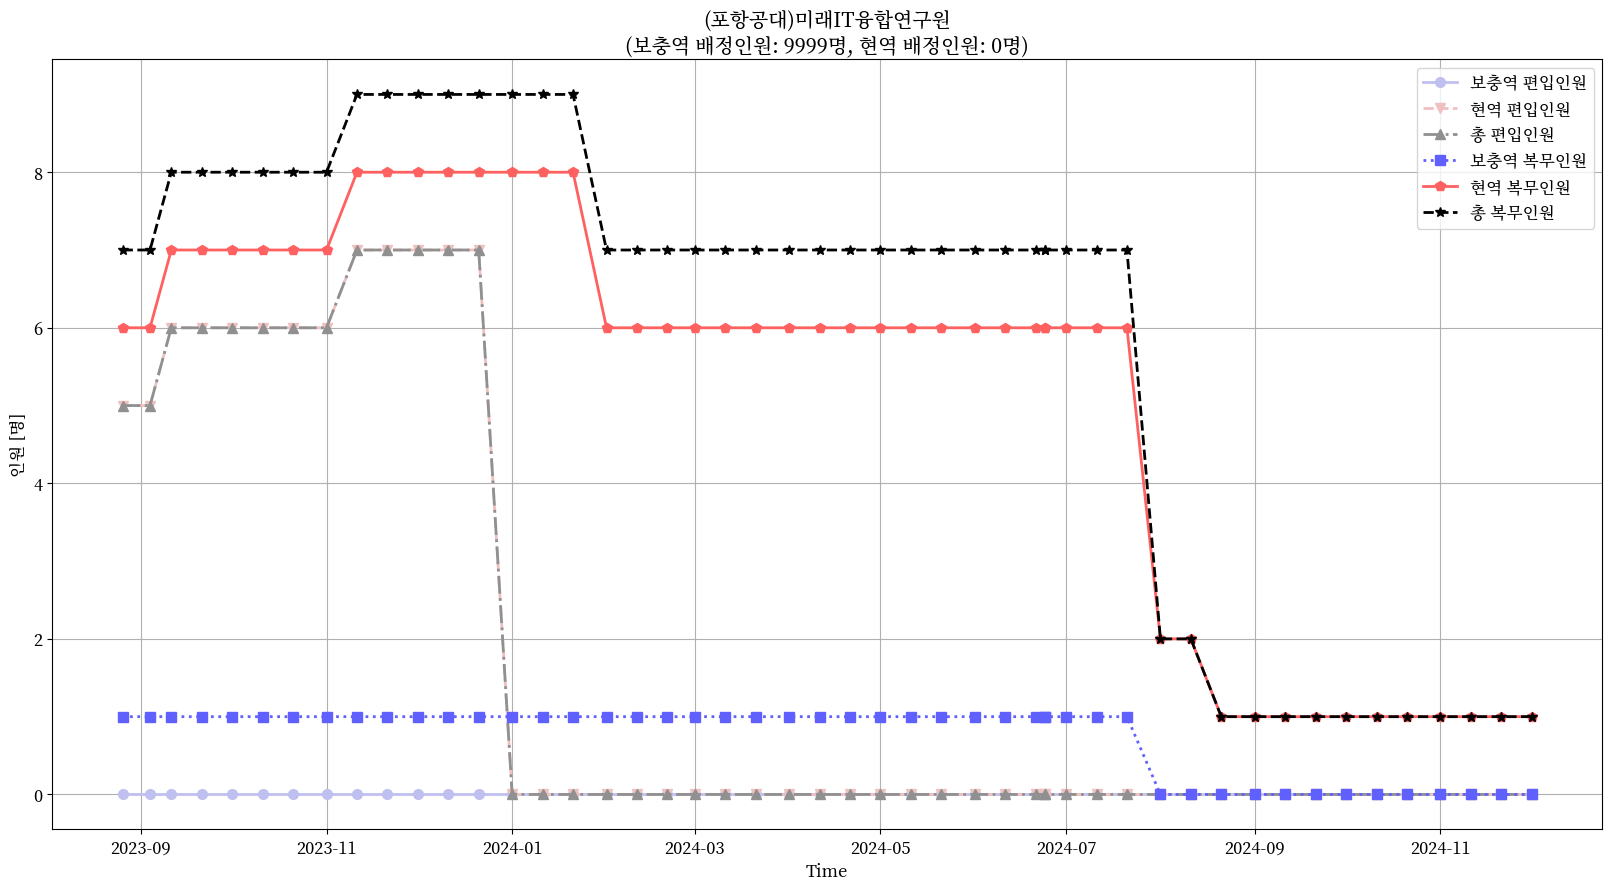 (포항공대)미래IT융합연구원
(보충역 배정인원: 9999명, 현역 배정인원: 0명)
보충역 편입인원
현역 편입인원
총 편입인원
보충역 복무인원
현역 복무인원
총 복무인원
인원 [명]
8
6
4
2
0
2023-09 2023-11 2024-01 2024-03 2024-05 2024-07 2024-09 2024-11
Time